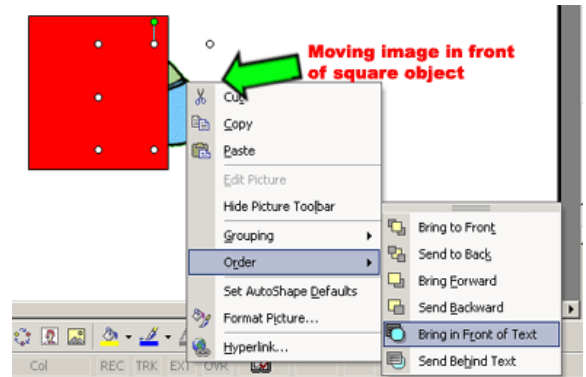 Moving image in front
of square object
Cut
Copy
Paste
Edit Picture
Hide Picture Toolbar
Grouping
Order
Set AutoShape Defaults
Format Picture...
Hyperlink...
Bring to Front
Send to Back
Bring Forward
Send Backward
Bring in Front of Text
Send Behind Text
Col REC TRK EXT OVR